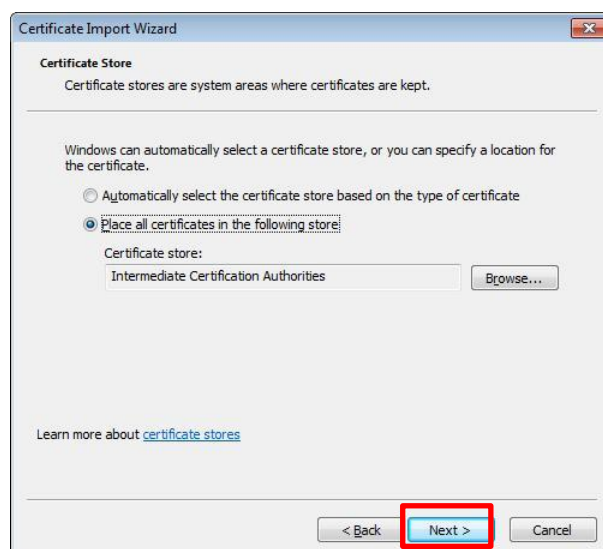 Certificate Import Wizard
Certificate Store
Certificate stores are system areas where certificates are kept.
Windows can automatically select a certificate store, or you can specify a location for
the certificate.
Automatically select the certificate store based on the type of certificate
Place all certificates in the following store
Certificate store:
Intermediate Certification Authorities
Browse...
Learn more about certificate stores
< Back Next > Cancel